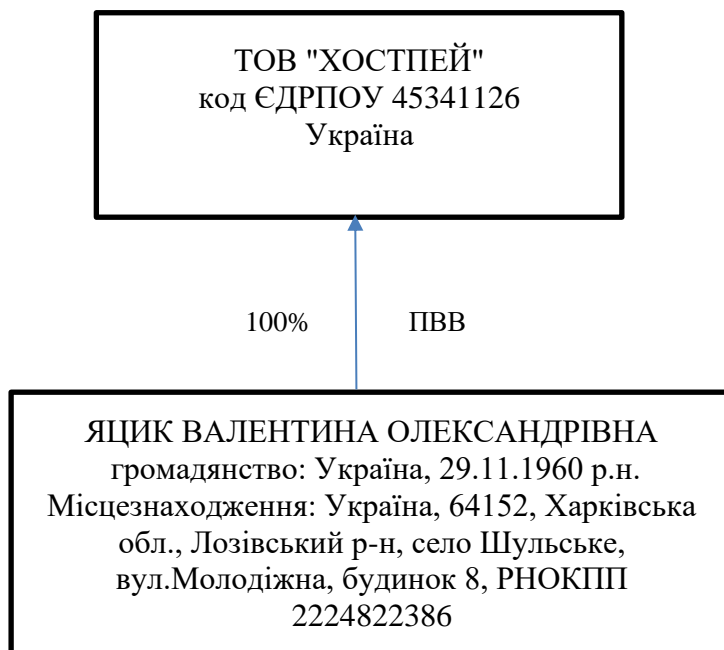 ТОВ "ХОСТПЕЙ"
код ЄДРПОУ 45341126
Україна
100% ПВВ
ЯЦИК ВАЛЕНТИНА ОЛЕКСАНДРІВНА
громадянство: Україна, 29.11.1960 р.н.
Місцезнаходження: Україна, 64152, Харківська
обл., Лозівський р-н, село Шульське,
вул.Молодіжна, будинок 8, РНОКПП
2224822386